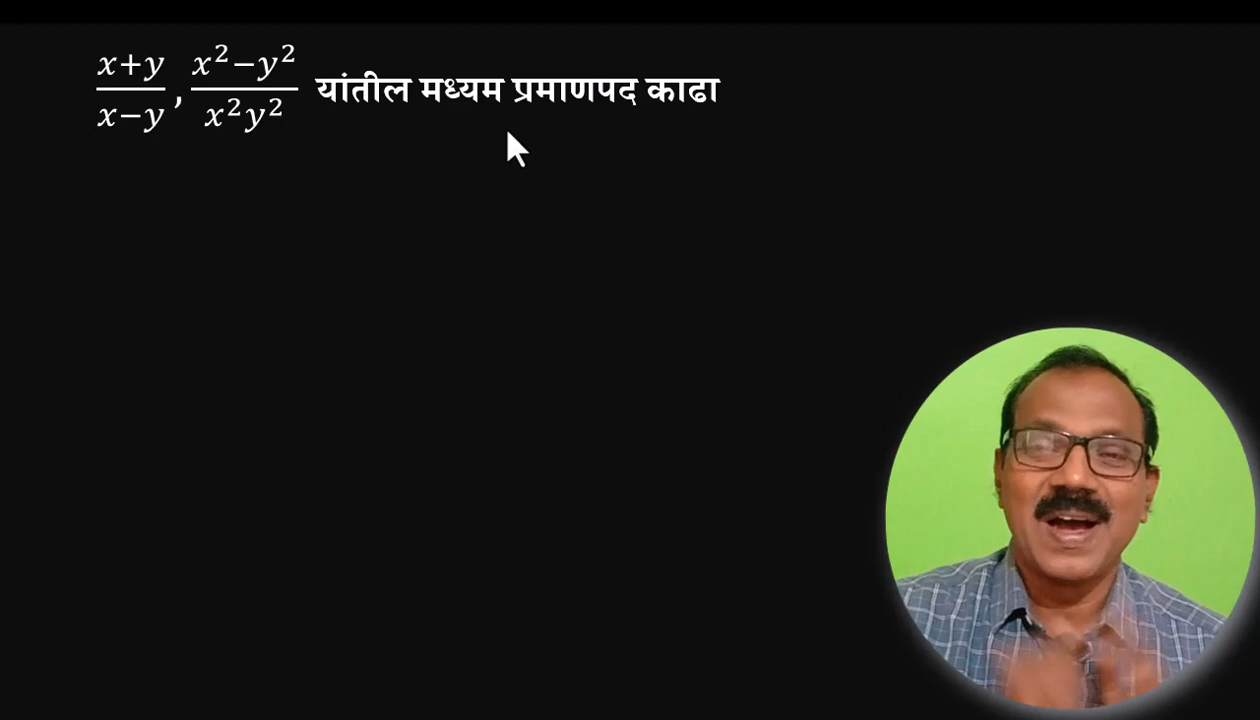 x+y/x−y, x²−y²/x²y² यांतील मध्यम प्रमाणपद काढा